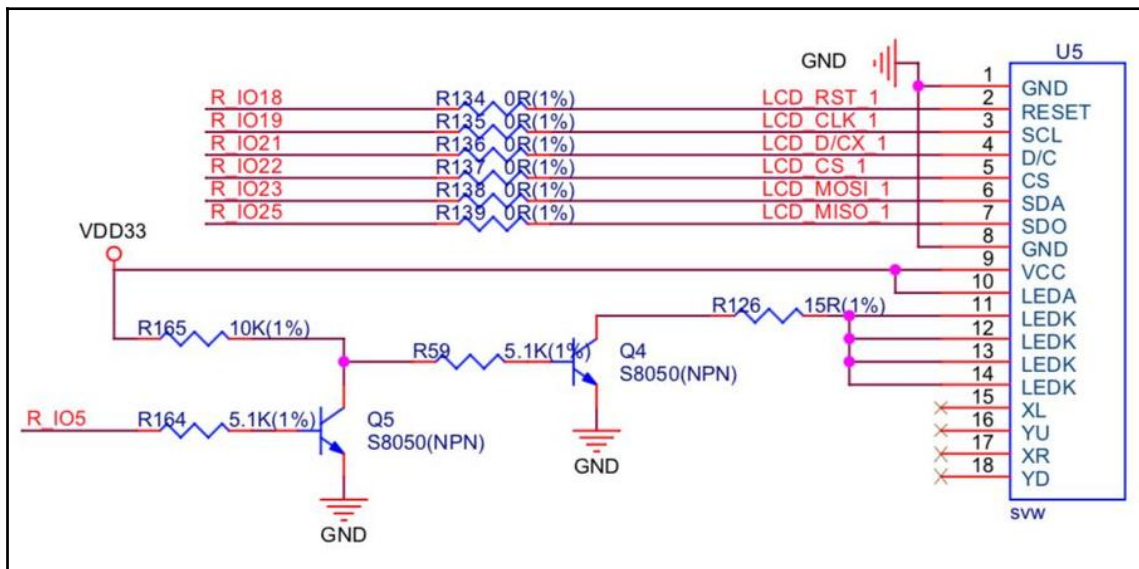 U5
GND
R_IO18 R134 0R(1%) LCD_RST_1 1 GND
R_IO19 R135 0R(1%) LCD_CLK_1 2 RESET
R_IO21 R136 0R(1%) LCD_D/CX_1 3 SCL
R_IO22 R137 0R(1%) LCD_CS_1 4 D/C
R_IO23 R138 0R(1%) LCD_MOSI_1 5 CS
R_IO25 R139 0R(1%) LCD_MISO_1 6 SDA
7 SDO
VDD33 8 GND
9 VCC
10 LEDA
R126 15R(1%) 11 LEDK
R165 10K(1%) 12 LEDK
R59 5.1K(1%) Q4 13 LEDK
S8050(NPN) 14 LEDK
R_IO5 R164 5.1K(1%) Q5 15 XL
S8050(NPN) 16 YU
GND 17 XR
18 YD
GND svw